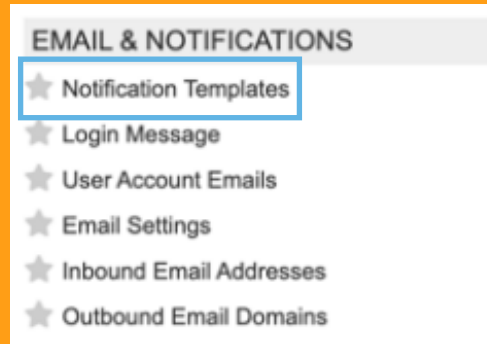 EMAIL & NOTIFICATIONS
Notification Templates
Login Message
User Account Emails
Email Settings
Inbound Email Addresses
Outbound Email Domains